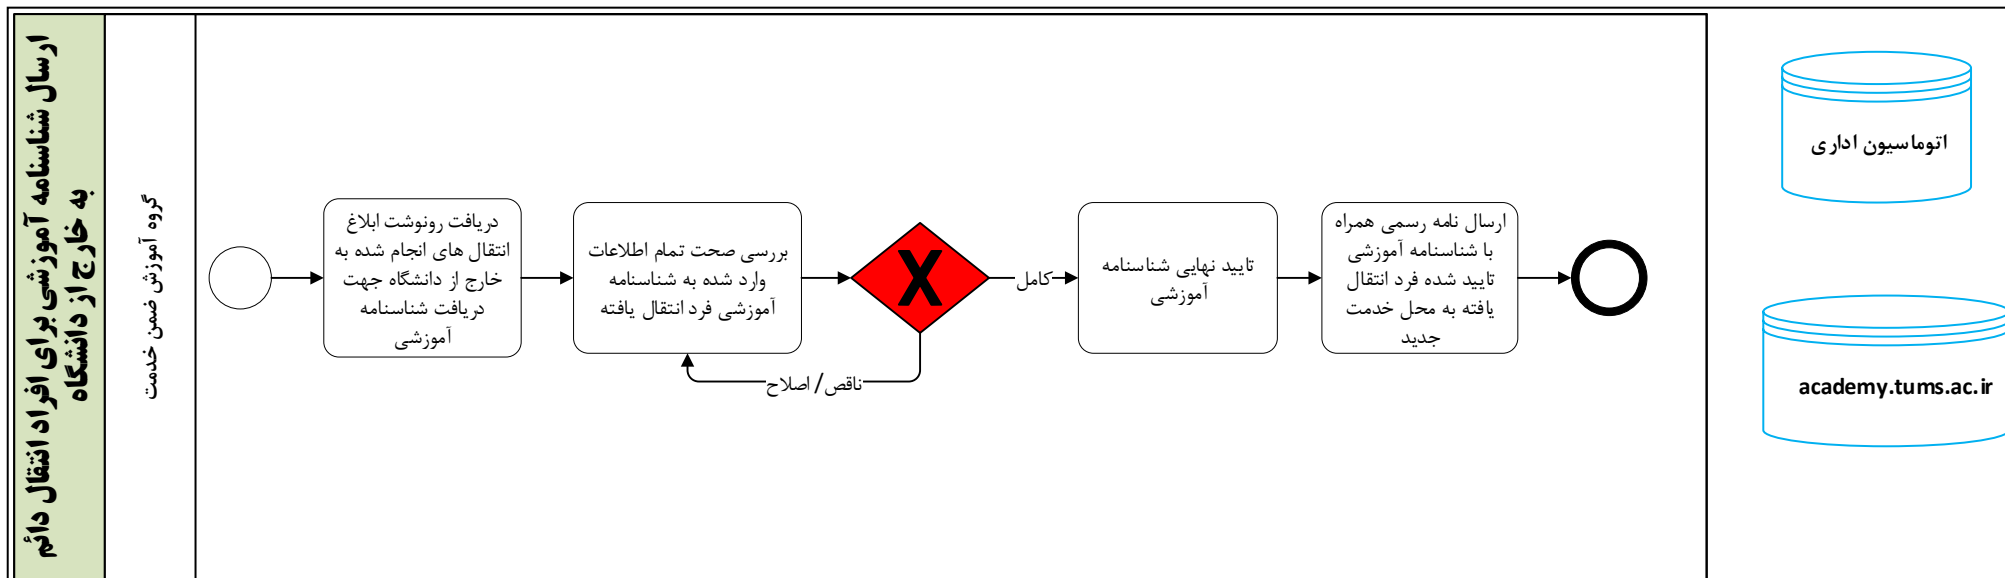 ارسال شناسنامه آموزشی برای افراد انتقال دائم
به خارج از دانشگاه
گروه آموزش ضمن خدمت
دریافت رونوشت ابلاغ
انتقال های انجام شده به
خارج از دانشگاه جهت
دریافت شناسنامه
آموزشی
بررسی صحت تمام اطلاعات
وارد شده به شناسنامه
آموزشی فرد انتقال یافته
X
کامل
ناقص/ اصلاح
تایید نهایی شناسنامه
آموزشی
ارسال نامه رسمی همراه
با شناسنامه آموزشی
تایید شده فرد انتقال
یافته به محل خدمت
جدید
اتوماسیون اداری
academy.tums.ac.ir